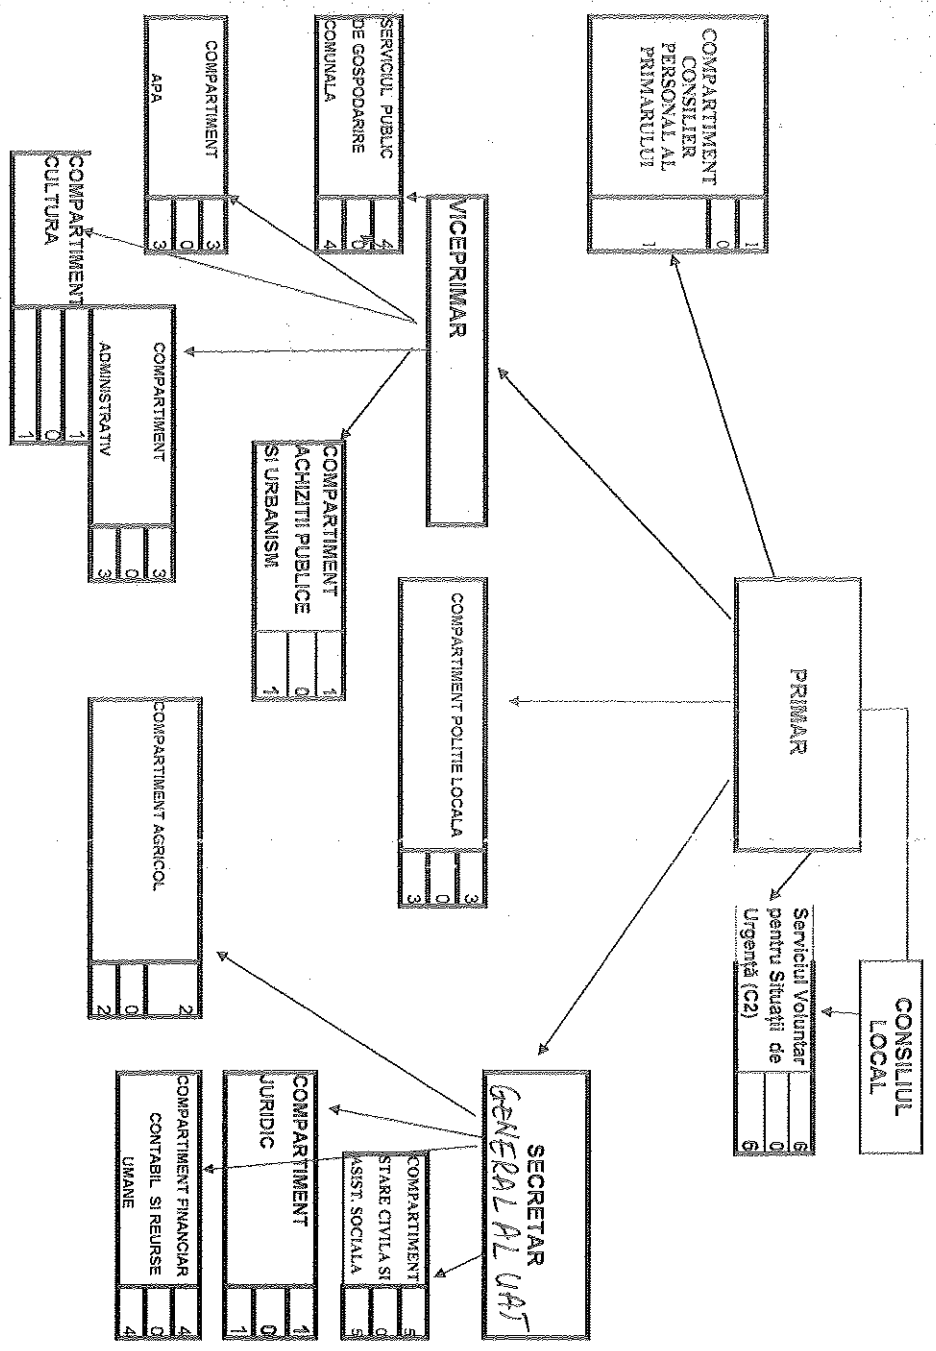 CONSILIUL
LOCAL
PRIMAR
Serviciul Voluntar
pentru Situații de
Urgență (C2)
6
0
6
COMPARTIMENT
CONSILIER
PERSONAL AL
PRIMARULUI
1
0
1
VICEPRIMAR
COMPARTIMENT POLITIE LOCALA
3
0
3
SECRETAR
GENERAL AL UAT
SERVICIUL PUBLIC
DE GOSPODARIRE
COMUNALA
4
0
4
COMPARTIMENT
APA
3
0
3
COMPARTIMENT
CULTURA
1
0
1
COMPARTIMENT
ADMINISTRATIV
3
0
3
COMPARTIMENT
ACHIZITII PUBLICE
SI URBANISM
1
0
1
COMPARTIMENT AGRICOL
2
0
2
COMPARTIMENT
STARE CIVILA SI
ASIST. SOCIALA
5
0
5
COMPARTIMENT
JURIDIC
1
0
1
COMPARTIMENT FINANCIAR
CONTABIL SI REURSE
UMANE
4
0
4